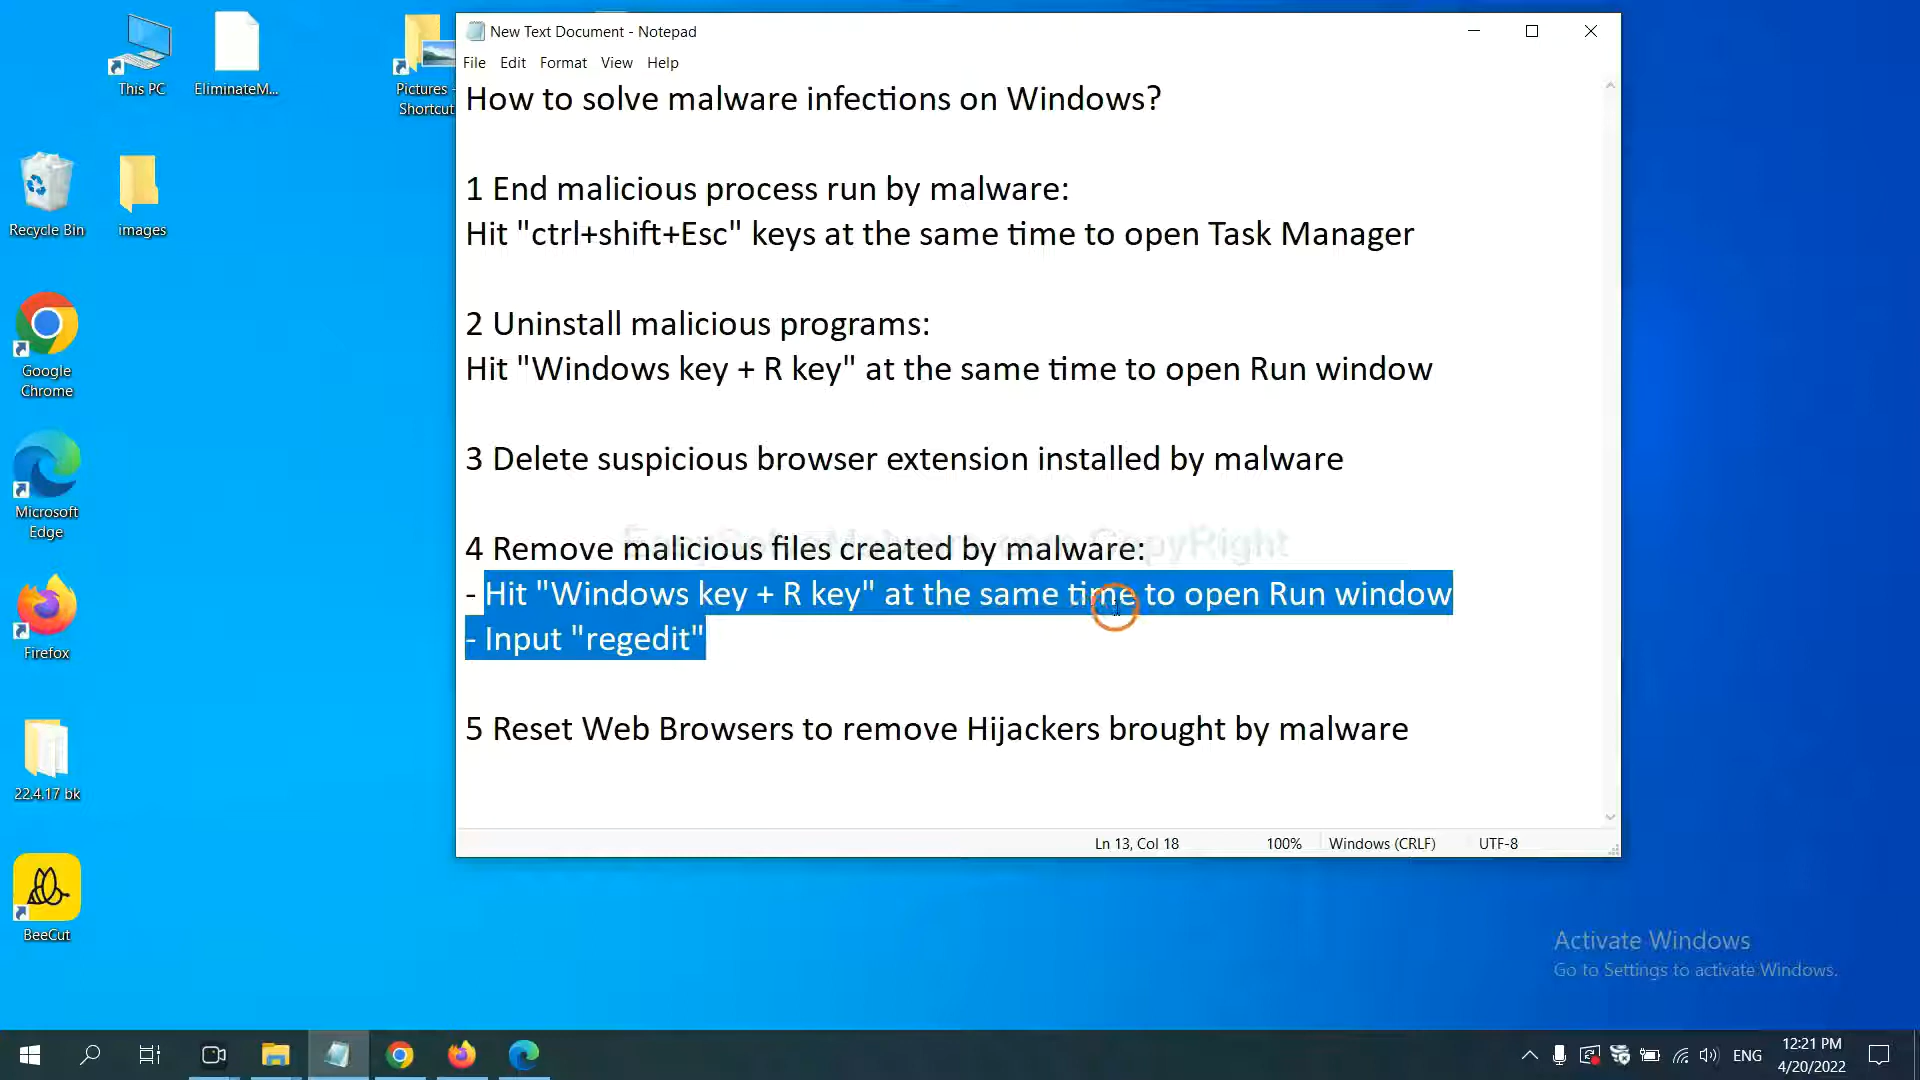 New Text Document - Notepad
File Edit Format View Help
How to solve malware infections on Windows?
1 End malicious process run by malware:
Hit "ctrl+shift+Esc" keys at the same time to open Task Manager
2 Uninstall malicious programs:
Hit "Windows key + R key" at the same time to open Run window
3 Delete suspicious browser extension installed by malware
4 Remove malicious files created by malware:
- Hit "Windows key + R key" at the same time to open Run window
- Input "regedit"
5 Reset Web Browsers to remove Hijackers brought by malware
EasySolveMalware.com CopyRight
Ln 13, Col 18 100% Windows (CRLF) UTF-8
This PC
EliminateM...
Pictures -
Shortcut
Recycle Bin
images
Google
Chrome
Microsoft
Edge
Firefox
22.4.17 bk
BeeCut
Activate Windows
Go to Settings to activate Windows.
ENG
12:21 PM
4/20/2022